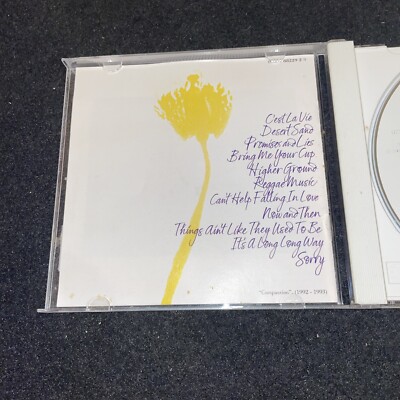 C'est La Vie
Desert Sand
Promises and Lies
Bring Me Your Cup
Higher Ground
Reggae Music
Can't Help Falling In Love
Now and Then
Things Ain't Like They Used To Be
It's A Long Long Way
Sorry
"Compassion", (1992 - 1993)